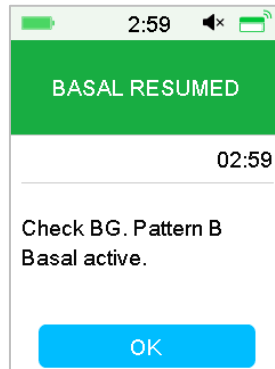 2:59
BASAL RESUMED
02:59
Check BG. Pattern B
Basal active.
OK